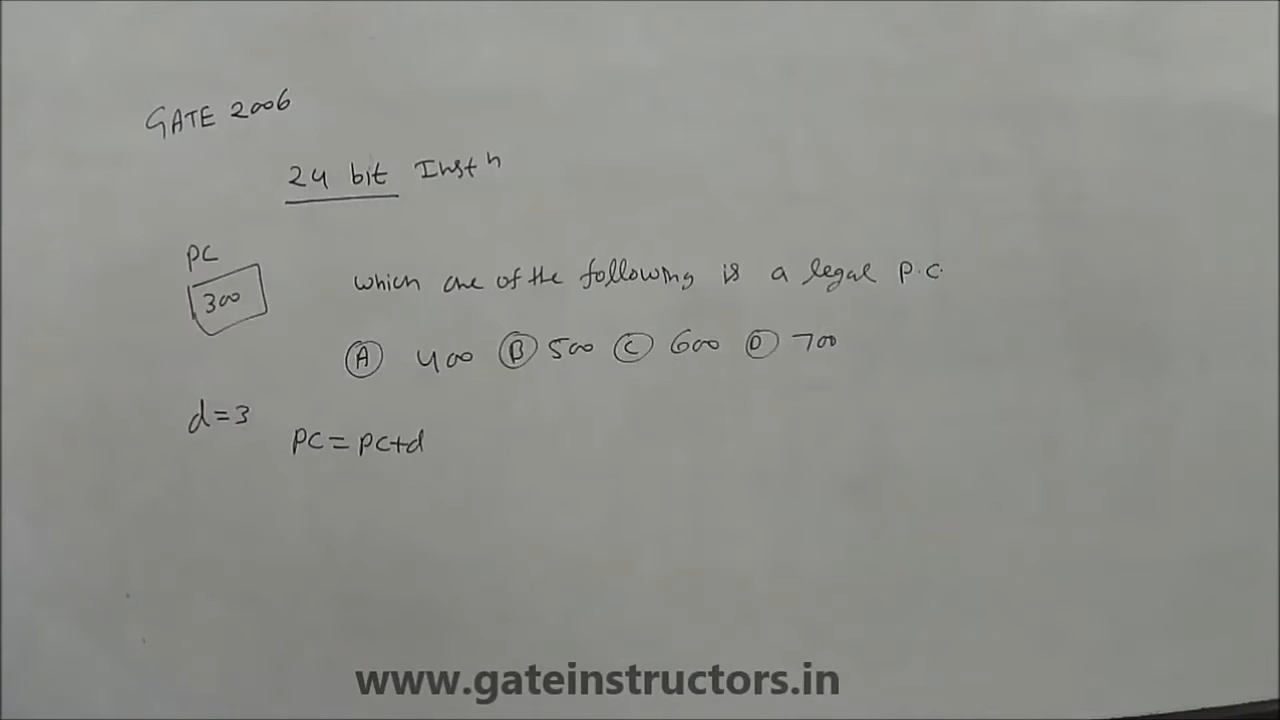 GATE 2006
24 bit Instn
PC
300
which one of the following is a legal P.C.
A 400 B 500 C 600 D 700
d=3
PC=PC+d
www.gateinstructors.in